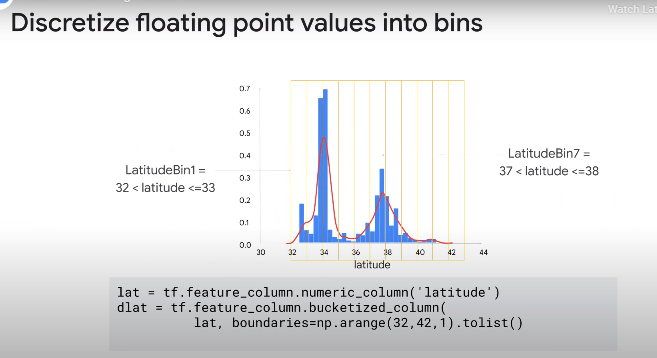 Watch Lat
Discretize floating point values into bins
0.7
0.6
0.5
0.4
0.3
0.2
0.1
0.0
LatitudeBin1 =
32 < latitude <=33
LatitudeBin7 =
37 < latitude <=38
30 32 34 36 38 40 42 44
latitude
lat = tf.feature_column.numeric_column('latitude')
dlat = tf.feature_column.bucketized_column(
lat, boundaries=np.arange(32,42,1).tolist()